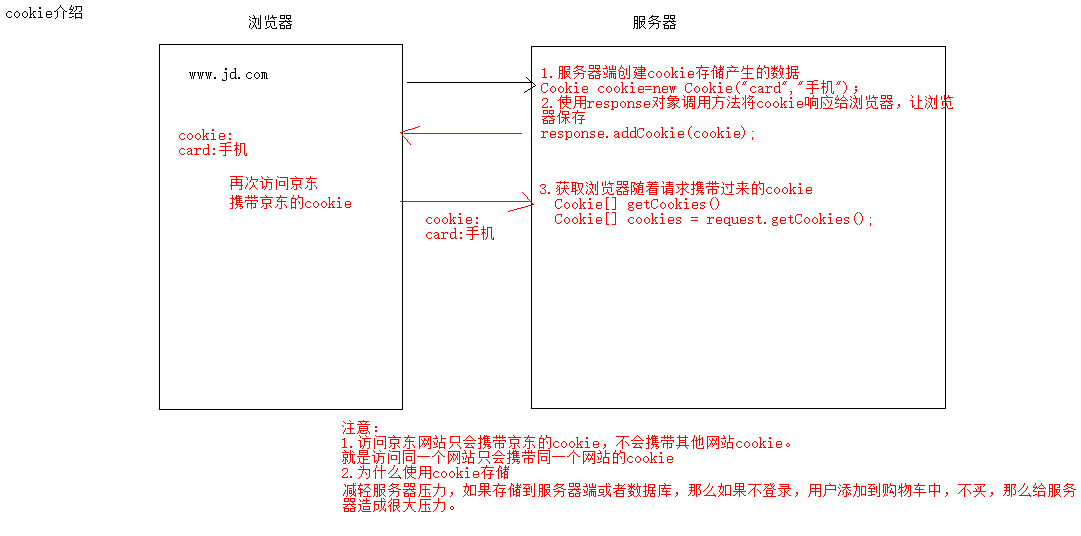 cookie介绍
浏览器
服务器
www.jd.com
1.服务器端创建cookie存储产生的数据
Cookie cookie=new Cookie("card","手机");
2.使用response对象调用方法将cookie响应给浏览器，让浏览
器保存
response.addCookie(cookie);
cookie:
card:手机
再次访问京东
携带京东的cookie
cookie:
card:手机
3.获取浏览器随着请求携带过来的cookie
Cookie[] getCookies()
Cookie[] cookies = request.getCookies();
注意：
1.访问京东网站只会携带京东的cookie，不会携带其他网站cookie。
就是访问同一个网站只会携带同一个网站的cookie
2.为什么使用cookie存储
减轻服务器压力，如果存储到服务器端或者数据库，那么如果不登录，用户添加到购物车中，不买，那么给服务
器造成很大压力。